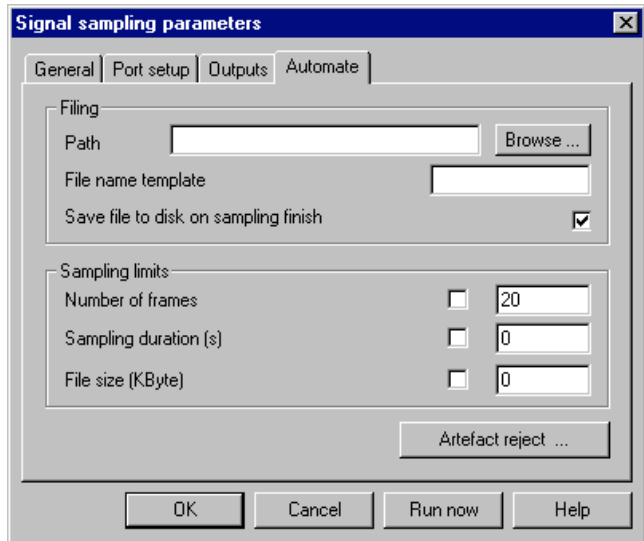 Signal sampling parameters
General Port setup Outputs Automate
Filing
Path Browse ...
File name template
Save file to disk on sampling finish
Sampling limits
Number of frames 20
Sampling duration (s) 0
File size (KByte) 0
Artefact reject ...
OK Cancel Run now Help